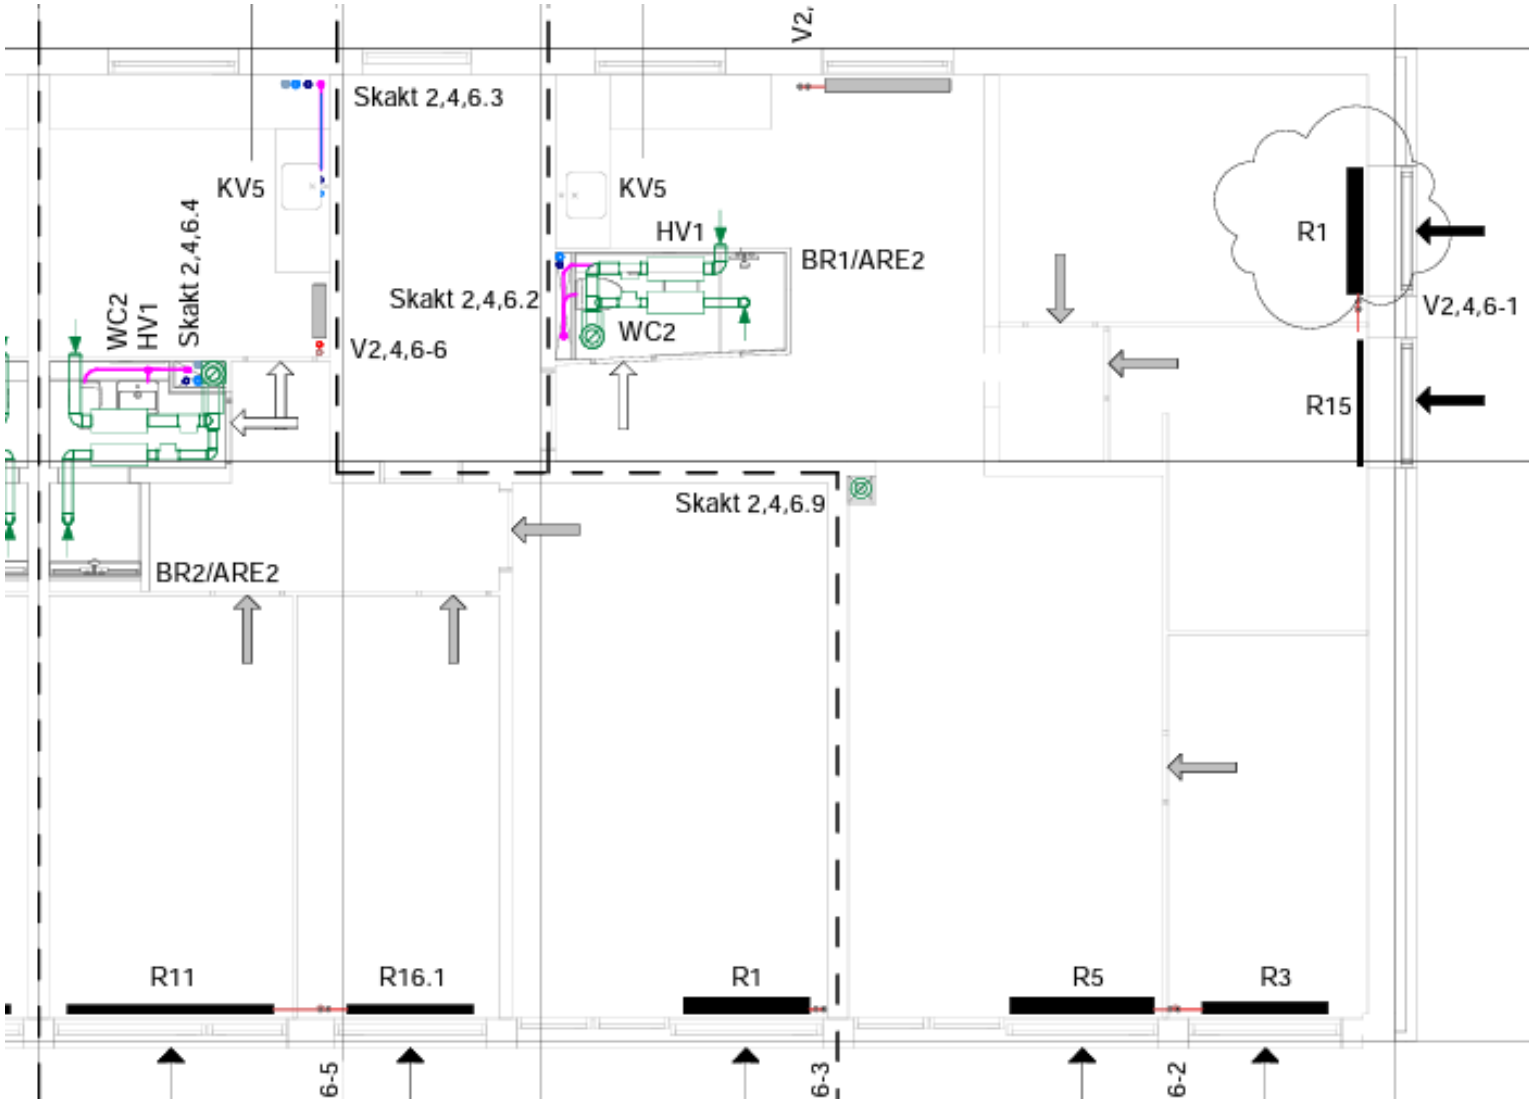 V2,
Skakt 2,4,6.3
KV5
KV5
Skakt 2,4,6.4
HV1
R1
BR1/ARE2
WC2
HV1
Skakt 2,4,6.2
V2,4,6-1
WC2
V2,4,6-6
R15
Skakt 2,4,6.9
BR2/ARE2
R11
R16.1
R1
R5
R3
6-5
6-3
6-2